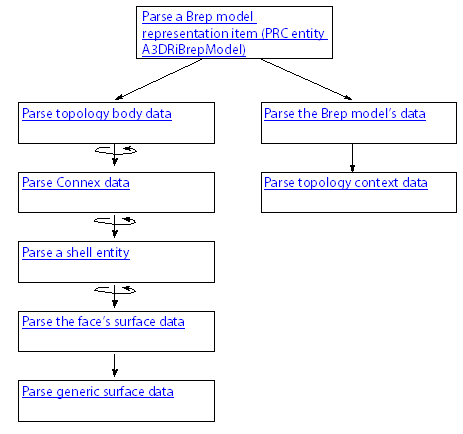 Parse a Brep model
representation item (PRC entity
A3DRiBrepModel)
Parse topology body data
Parse the Brep model's data
Parse Connex data
Parse topology context data
Parse a shell entity
Parse the face's surface data
Parse generic surface data